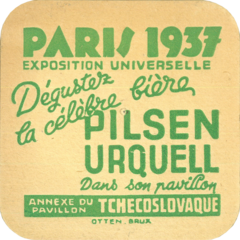 PARIS 1937
EXPOSITION UNIVERSELLE
Dégustez
la célèbre bière
PILSEN
URQUELL
Dans son pavillon
ANNEXE DU
PAVILLON TCHECOSLOVAQUE
OTTEN. BRUX